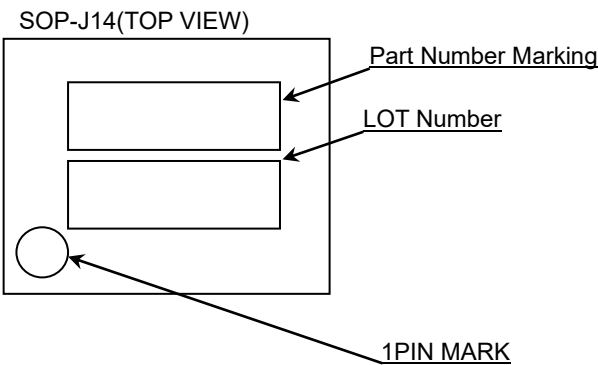 SOP-J14(TOP VIEW)
Part Number Marking
LOT Number
1PIN MARK